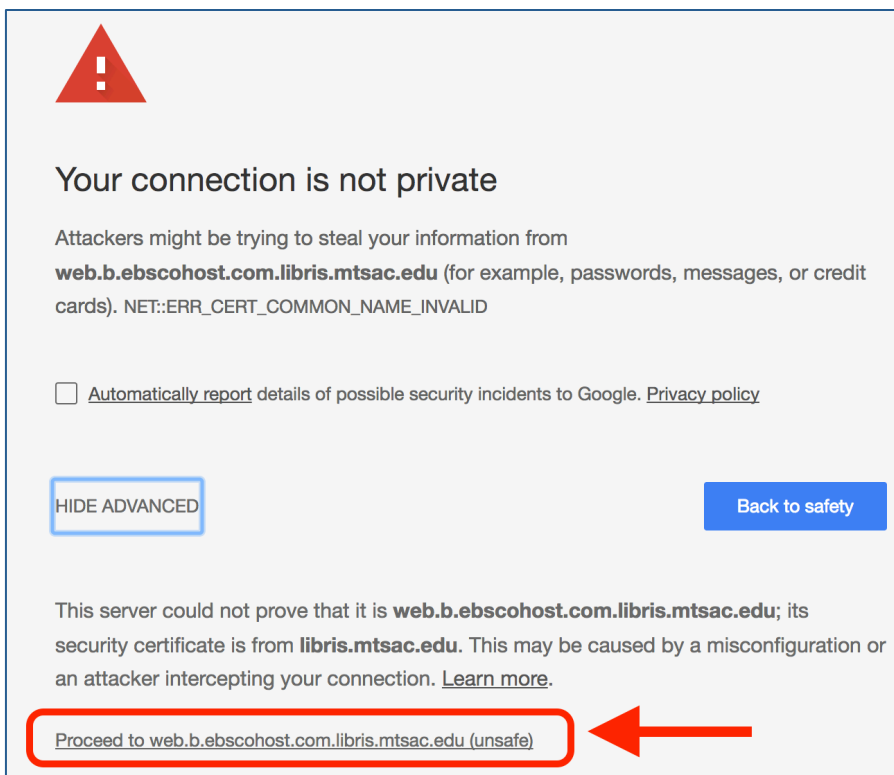 Your connection is not private
Attackers might be trying to steal your information from
web.b.ebscohost.com.libris.mtsac.edu (for example, passwords, messages, or credit
cards). NET::ERR_CERT_COMMON_NAME_INVALID
Automatically report details of possible security incidents to Google. Privacy policy
HIDE ADVANCED
Back to safety
This server could not prove that it is web.b.ebscohost.com.libris.mtsac.edu; its
security certificate is from libris.mtsac.edu. This may be caused by a misconfiguration or
an attacker intercepting your connection. Learn more.
Proceed to web.b.ebscohost.com.libris.mtsac.edu (unsafe)